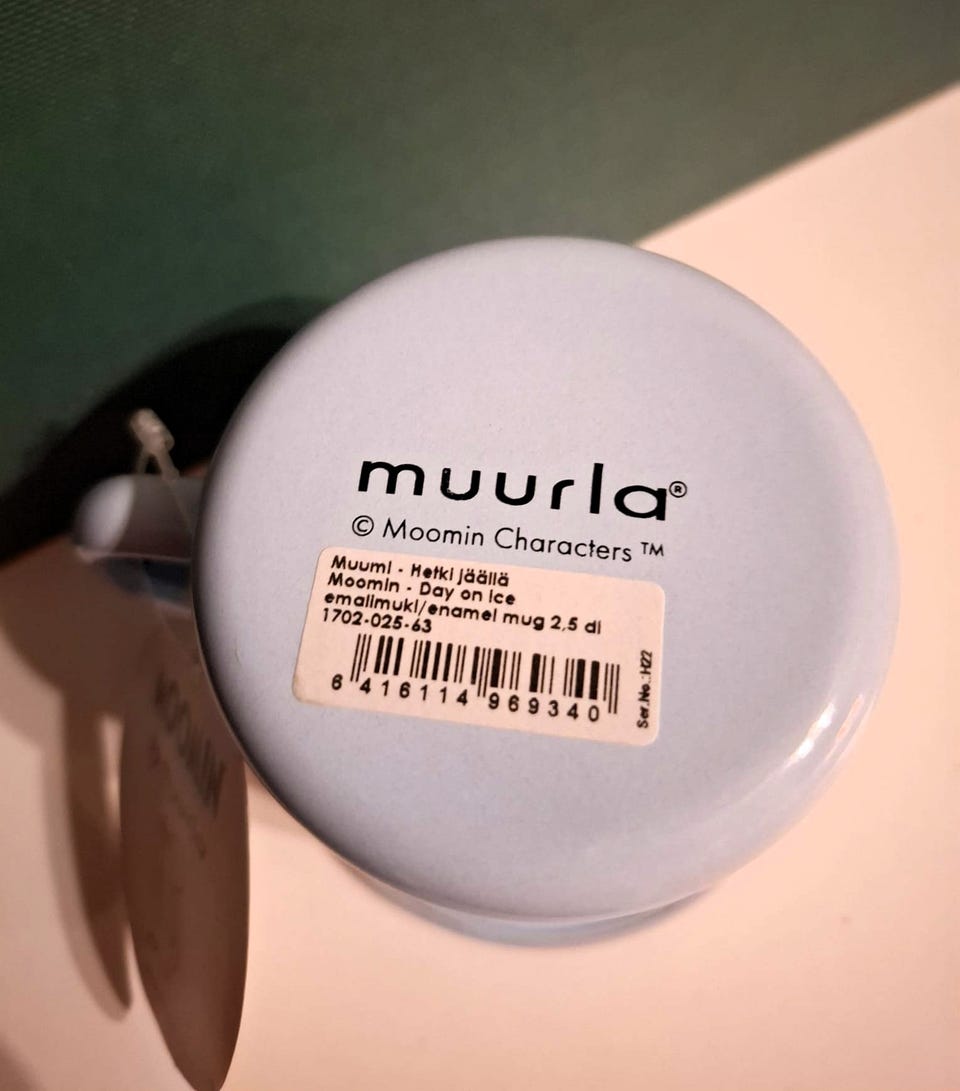 muurla®
© Moomin Characters ™
Muumi - Hetki jäällä
Moomin - Day on Ice
emalimuki/enamel mug 2,5 dl
1702-025-63
6 416114 969340
Ser.No.:H22
MOOMIN